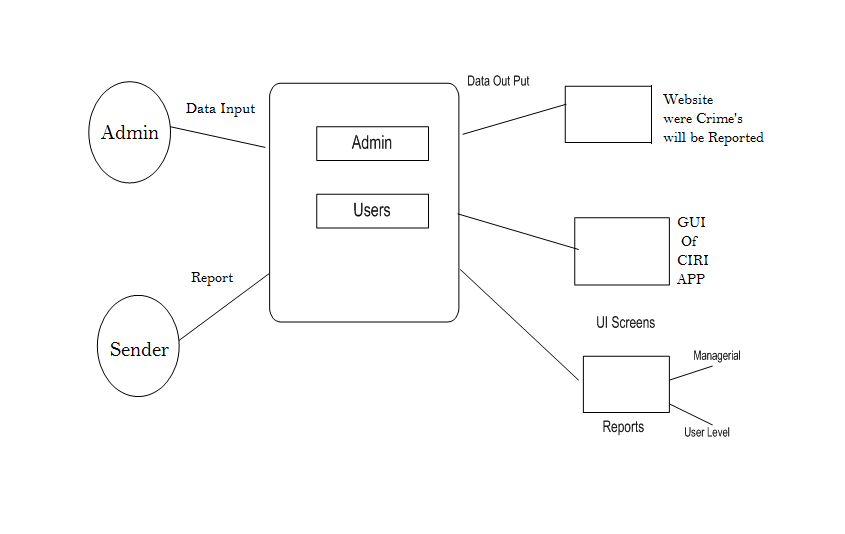 Data Out Put
Data Input
Website
were Crime's
will be Reported
Admin
Admin
Users
GUI
Of
CIRI
APP
Report
UI Screens
Sender
Managerial
Reports
User Level